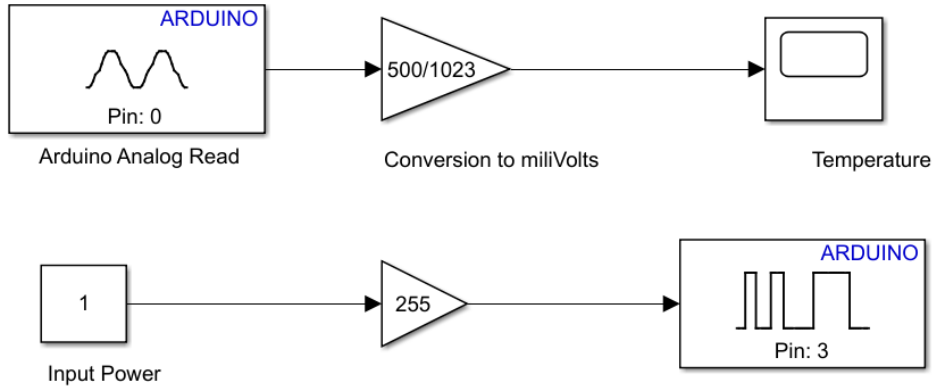 ARDUINO
500/1023
Pin: 0
Arduino Analog Read
Conversion to miliVolts
Temperature
ARDUINO
1
255
Pin: 3
Input Power